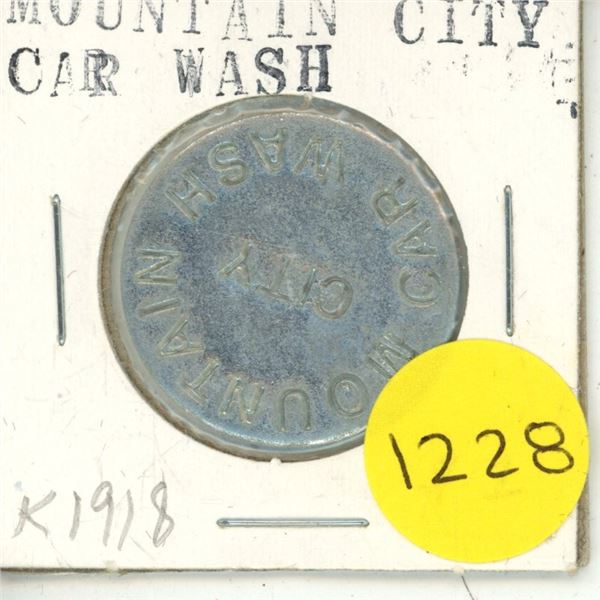 MOUNTAIN CITY
CAR WASH
MOUNTAIN
CITY
CAR WASH
K1918
1228